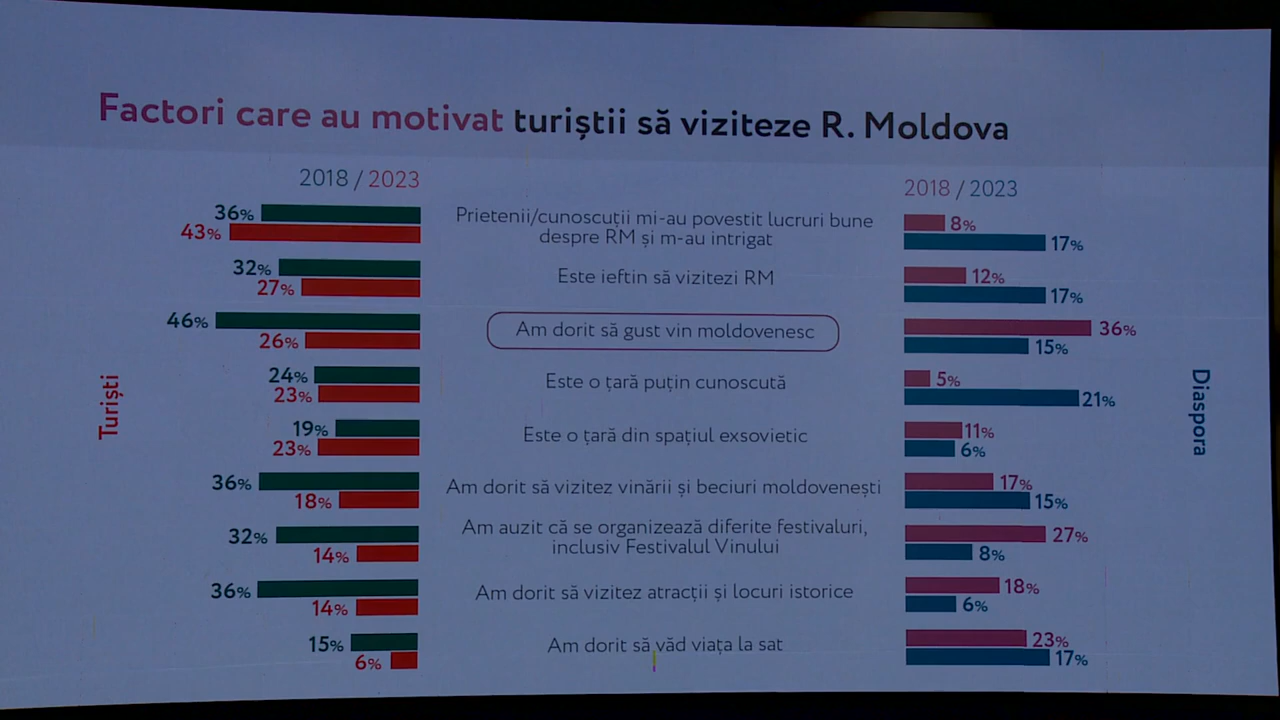 Factori care au motivat turiștii să viziteze R. Moldova
2018 / 2023
2018 / 2023
36%
43%
Prietenii/cunoscuții mi-au povestit lucruri bune
despre RM și m-au intrigat
8%
17%
32%
27%
Este ieftin să vizitezi RM
12%
17%
46%
26%
Am dorit să gust vin moldovenesc
36%
15%
24%
23%
Este o țară puțin cunoscută
5%
21%
19%
23%
Este o țară din spațiul exsovietic
11%
6%
36%
18%
Am dorit să vizitez vinării și beciuri moldovenești
17%
15%
32%
14%
Am auzit că se organizează diferite festivaluri,
inclusiv Festivalul Vinului
27%
8%
36%
14%
Am dorit să vizitez atracții și locuri istorice
18%
6%
15%
6%
Am dorit să văd viața la sat
23%
17%
Turiști
Diaspora